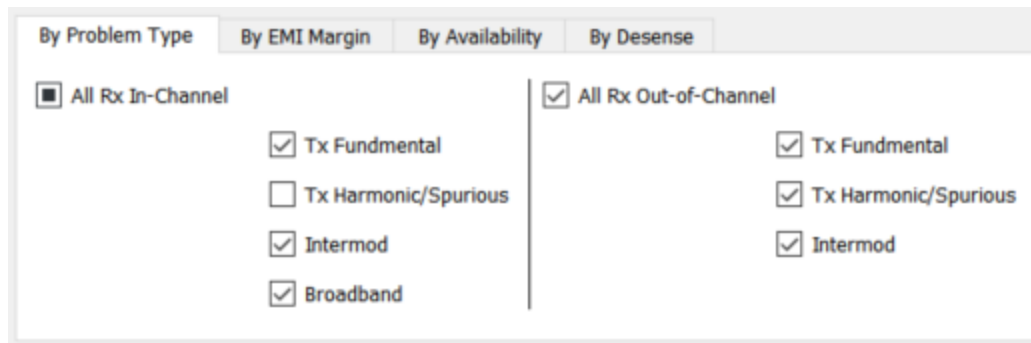 By Problem Type By EMI Margin By Availability By Desense
All Rx In-Channel
Tx Fundmental
Tx Harmonic/Spurious
Intermod
Broadband
All Rx Out-of-Channel
Tx Fundmental
Tx Harmonic/Spurious
Intermod